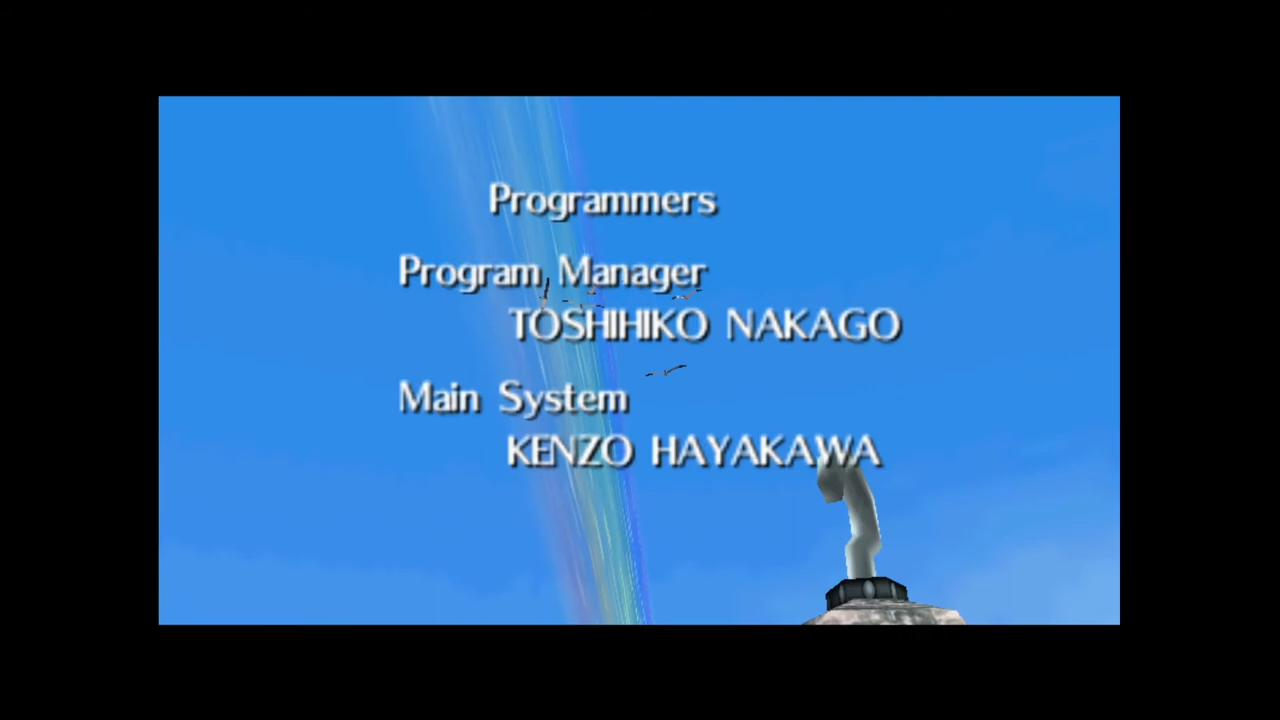 Programmers
Program Manager
TOSHIHIKO NAKAGO
Main System
KENZO HAYAKAWA